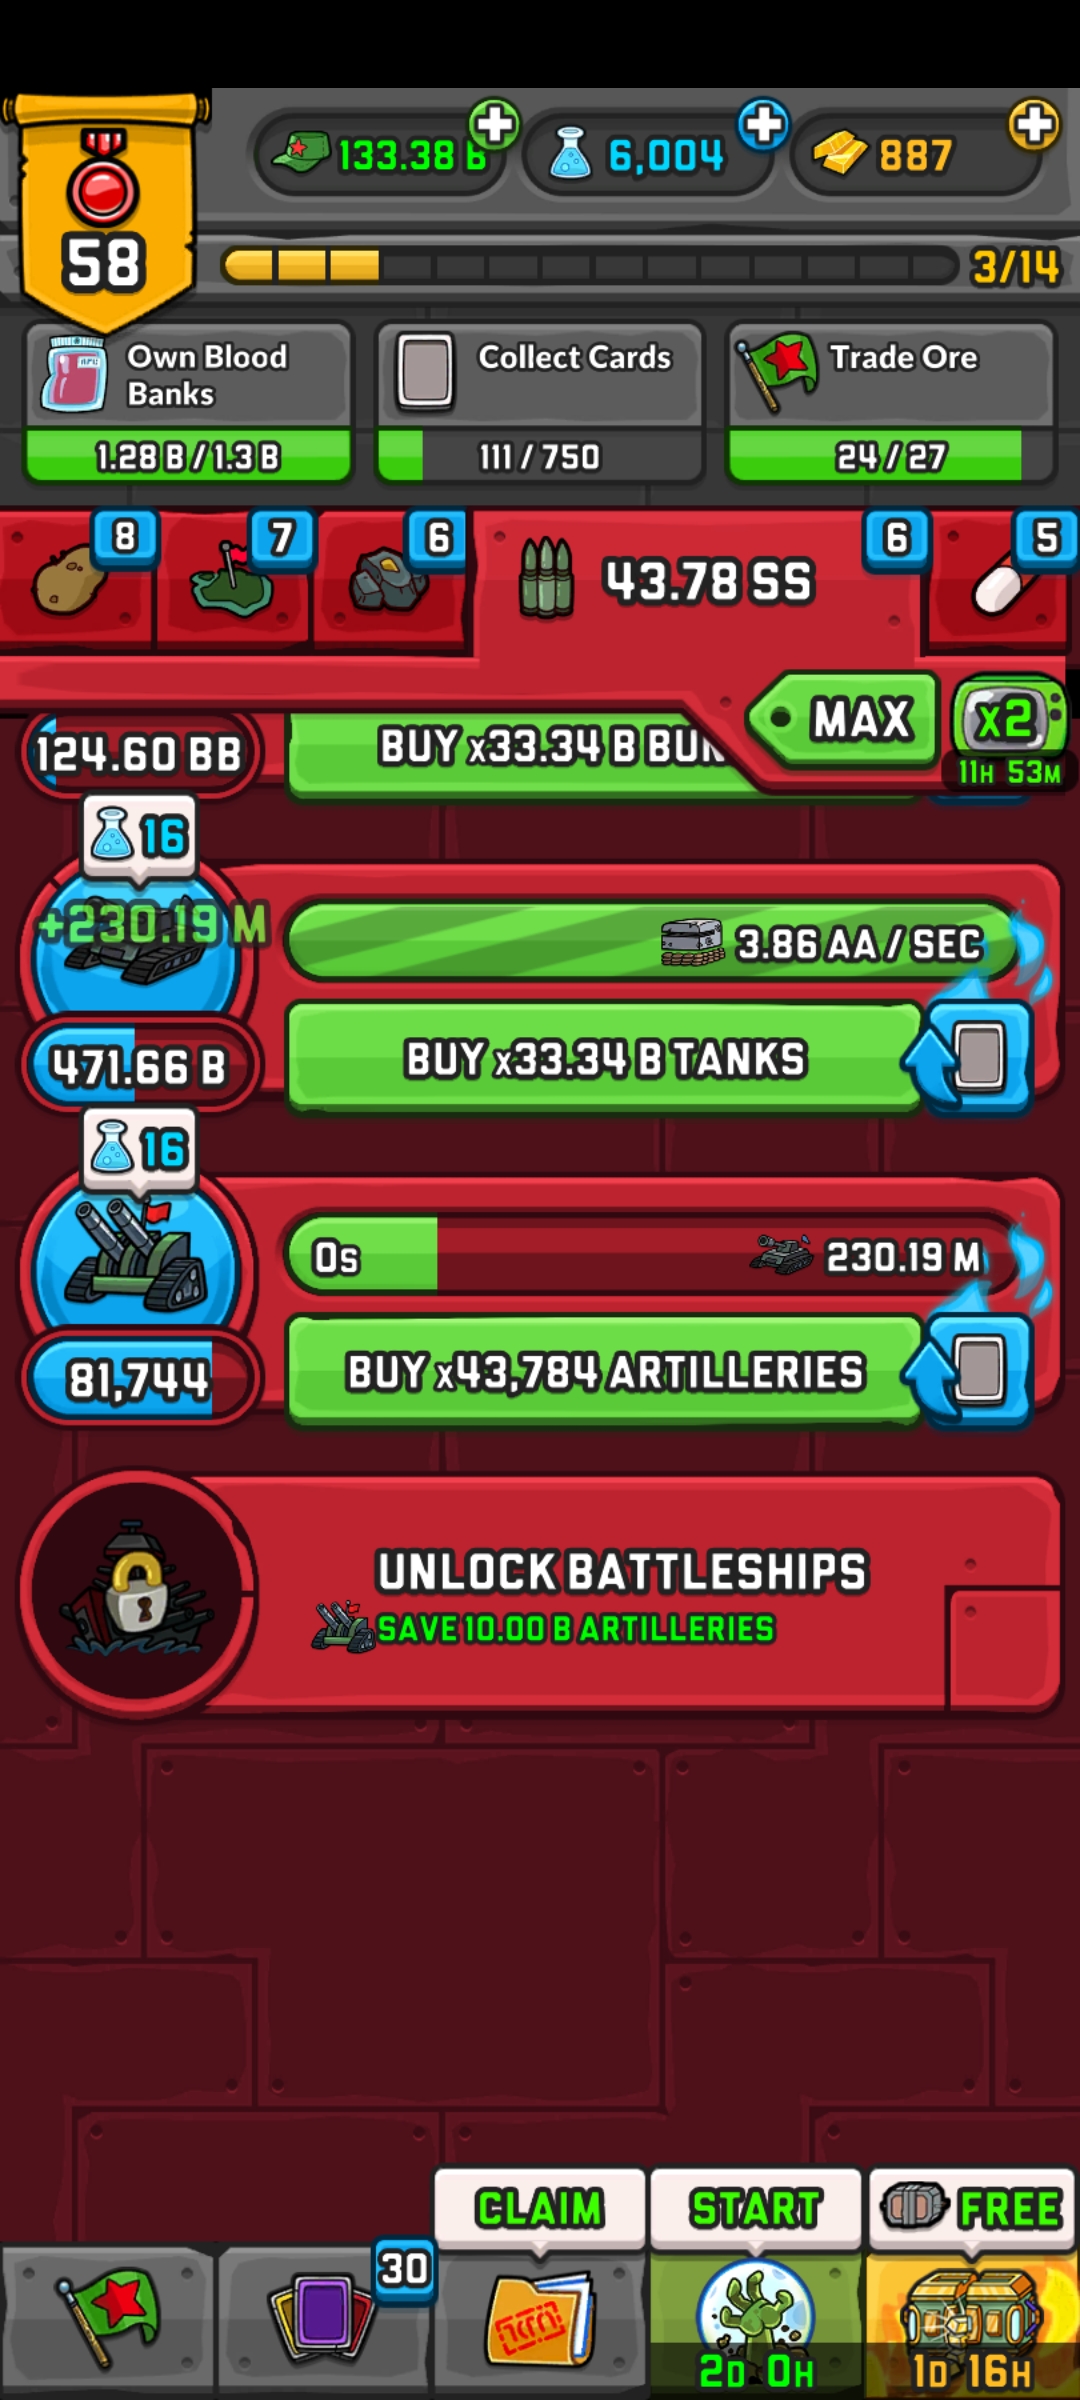 58
133.38 B
6,004
887
3/14
Own Blood Banks
1.28 B / 1.3 B
Collect Cards
111 / 750
Trade Ore
24 / 27
8
7
6
43.78 SS
6
5
MAX
x2
11H 53M
124.60 BB
BUY x33.34 B
16
+230.19 M
3.86 AA / SEC
471.66 B
BUY x33.34 B TANKS
16
0s
230.19 M
81,744
BUY x43,784 ARTILLERIES
UNLOCK BATTLESHIPS
SAVE 10.00 B ARTILLERIES
CLAIM
START
FREE
30
2D 0H
1D 16H